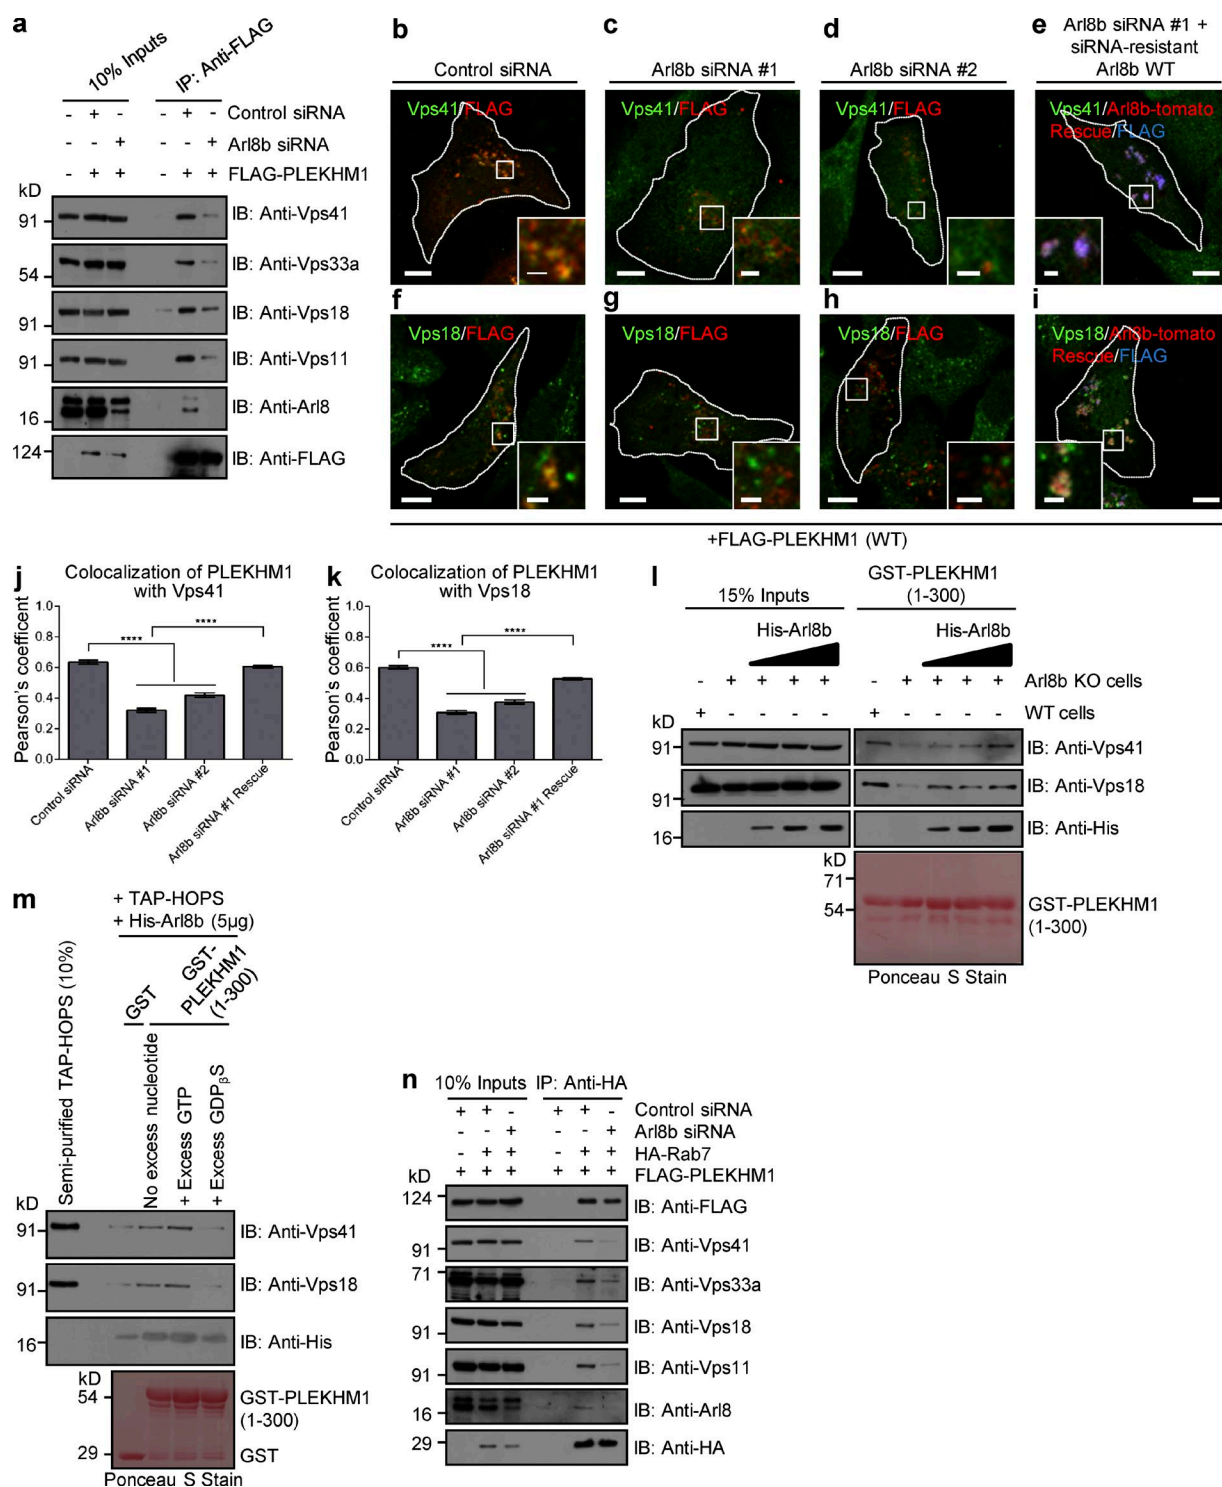 a
10% Inputs
IP: Anti-FLAG
- + - - + - Control siRNA
- - + - - + Arl8b siRNA
- + + - + + FLAG-PLEKHM1
kD
91 IB: Anti-Vps41
54 IB: Anti-Vps33a
91 IB: Anti-Vps18
91 IB: Anti-Vps11
16 IB: Anti-Arl8
124 IB: Anti-FLAG
b
Control siRNA
Vps41/FLAG
c
Arl8b siRNA #1
Vps41/FLAG
d
Arl8b siRNA #2
Vps41/FLAG
e
Arl8b siRNA #1 +
siRNA-resistant
Arl8b WT
Vps41/Arl8b-tomato
Rescue/FLAG
f
Vps18/FLAG
g
Vps18/FLAG
h
Vps18/FLAG
i
Vps18/Arl8b-tomato
Rescue/FLAG
+FLAG-PLEKHM1 (WT)
j
Colocalization of PLEKHM1
with Vps41
Pearson's coefficent
1.0
0.8
0.6
0.4
0.2
0.0
****
****
Control siRNA
Arl8b siRNA #1
Arl8b siRNA #2
Arl8b siRNA #1 Rescue
k
Colocalization of PLEKHM1
with Vps18
Pearson's coefficent
1.0
0.8
0.6
0.4
0.2
0.0
****
****
Control siRNA
Arl8b siRNA #1
Arl8b siRNA #2
Arl8b siRNA #1 Rescue
l
15% Inputs
GST-PLEKHM1
(1-300)
His-Arl8b
His-Arl8b
- + + + + - + + + + Arl8b KO cells
+ - - - - + - - - - WT cells
kD
91 IB: Anti-Vps41
91 IB: Anti-Vps18
16 IB: Anti-His
kD
71
54
GST-PLEKHM1
(1-300)
Ponceau S Stain
m
+ TAP-HOPS
+ His-Arl8b (5µg)
Semi-purified TAP-HOPS (10%)
GST
GST-
PLEKHM1
(1-300)
No excess nucleotide
+ Excess GTP
+ Excess GDPβS
kD
91 IB: Anti-Vps41
91 IB: Anti-Vps18
16 IB: Anti-His
kD
54 GST-PLEKHM1
(1-300)
29 GST
Ponceau S Stain
n
10% Inputs IP: Anti-HA
+ + - + + - Control siRNA
- - + - - + Arl8b siRNA
- + + - + + HA-Rab7
+ + + + + + FLAG-PLEKHM1
kD
124 IB: Anti-FLAG
91 IB: Anti-Vps41
71 IB: Anti-Vps33a
91 IB: Anti-Vps18
91 IB: Anti-Vps11
16 IB: Anti-Arl8
29 IB: Anti-HA